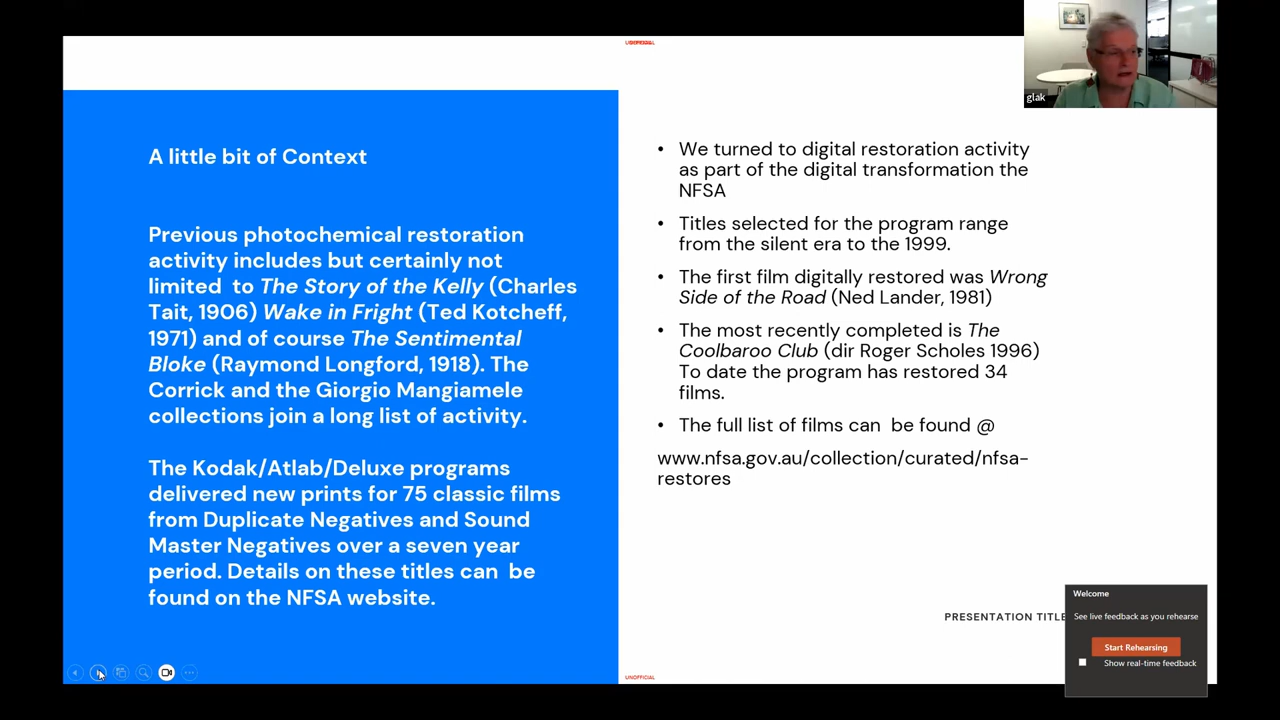 glak
A little bit of Context
Previous photochemical restoration
activity includes but certainly not
limited  to The Story of the Kelly (Charles
Tait, 1906) Wake in Fright (Ted Kotcheff,
1971) and of course The Sentimental
Bloke (Raymond Longford, 1918). The
Corrick and the Giorgio Mangiamele
collections join a long list of activity.
The Kodak/Atlab/Deluxe programs
delivered new prints for 75 classic films
from Duplicate Negatives and Sound
Master Negatives over a seven year
period. Details on these titles can  be
found on the NFSA website.
• We turned to digital restoration activity
as part of the digital transformation the
NFSA
• Titles selected for the program range
from the silent era to the 1999.
• The first film digitally restored was Wrong
Side of the Road (Ned Lander, 1981)
• The most recently completed is The
Coolbaroo Club (dir Roger Scholes 1996)
To date the program has restored 34
films.
• The full list of films can  be found @
www.nfsa.gov.au/collection/curated/nfsa-
restores
PRESENTATION TITLE
Welcome
See live feedback as you rehearse
Start Rehearsing
Show real-time feedback
UNOFFICIAL